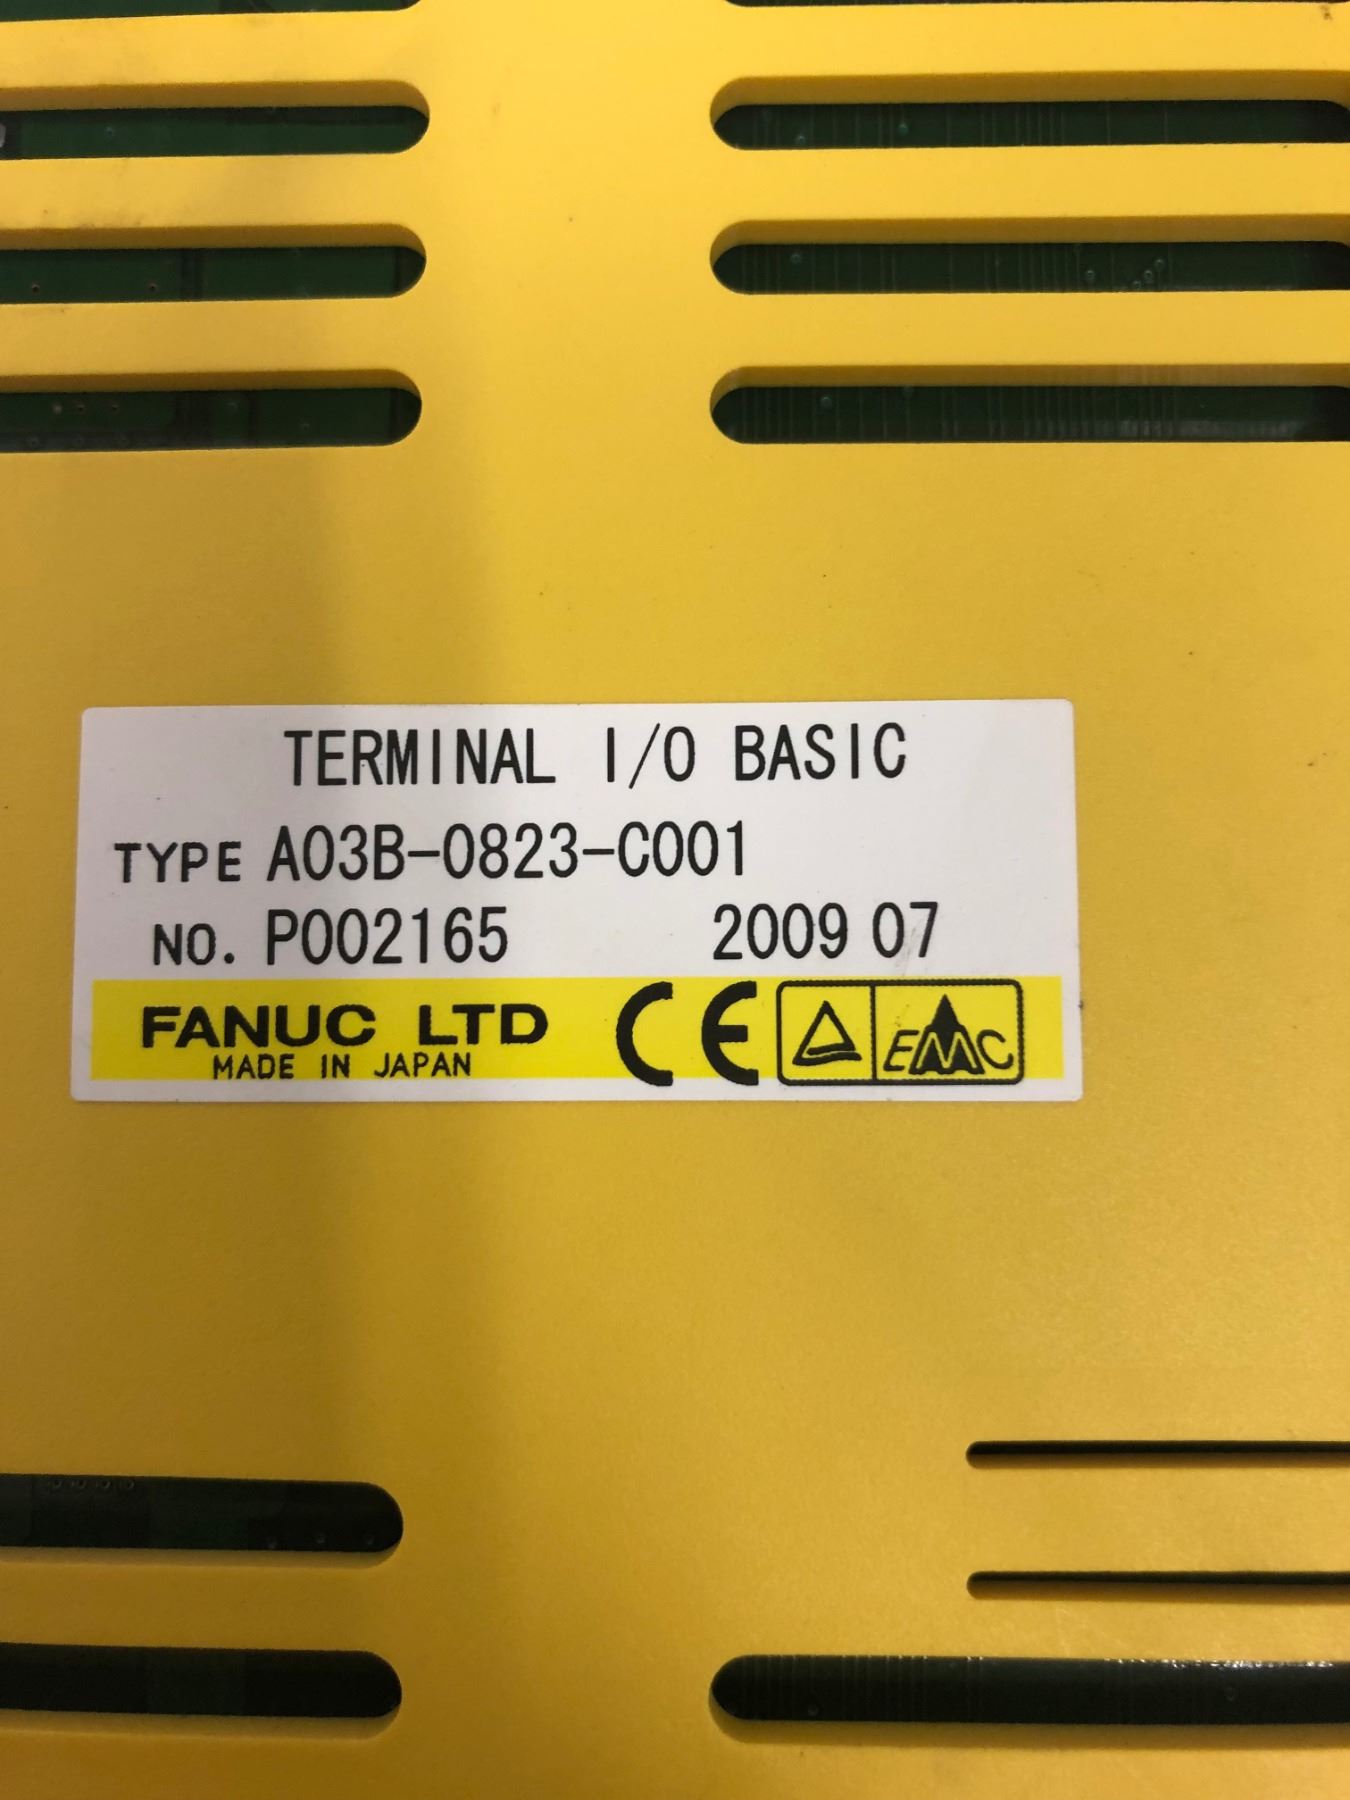 TERMINAL I/O BASIC
TYPE A03B-0823-C001
NO. P002165 2009 07
FANUC LTD CE EMC
MADE IN JAPAN